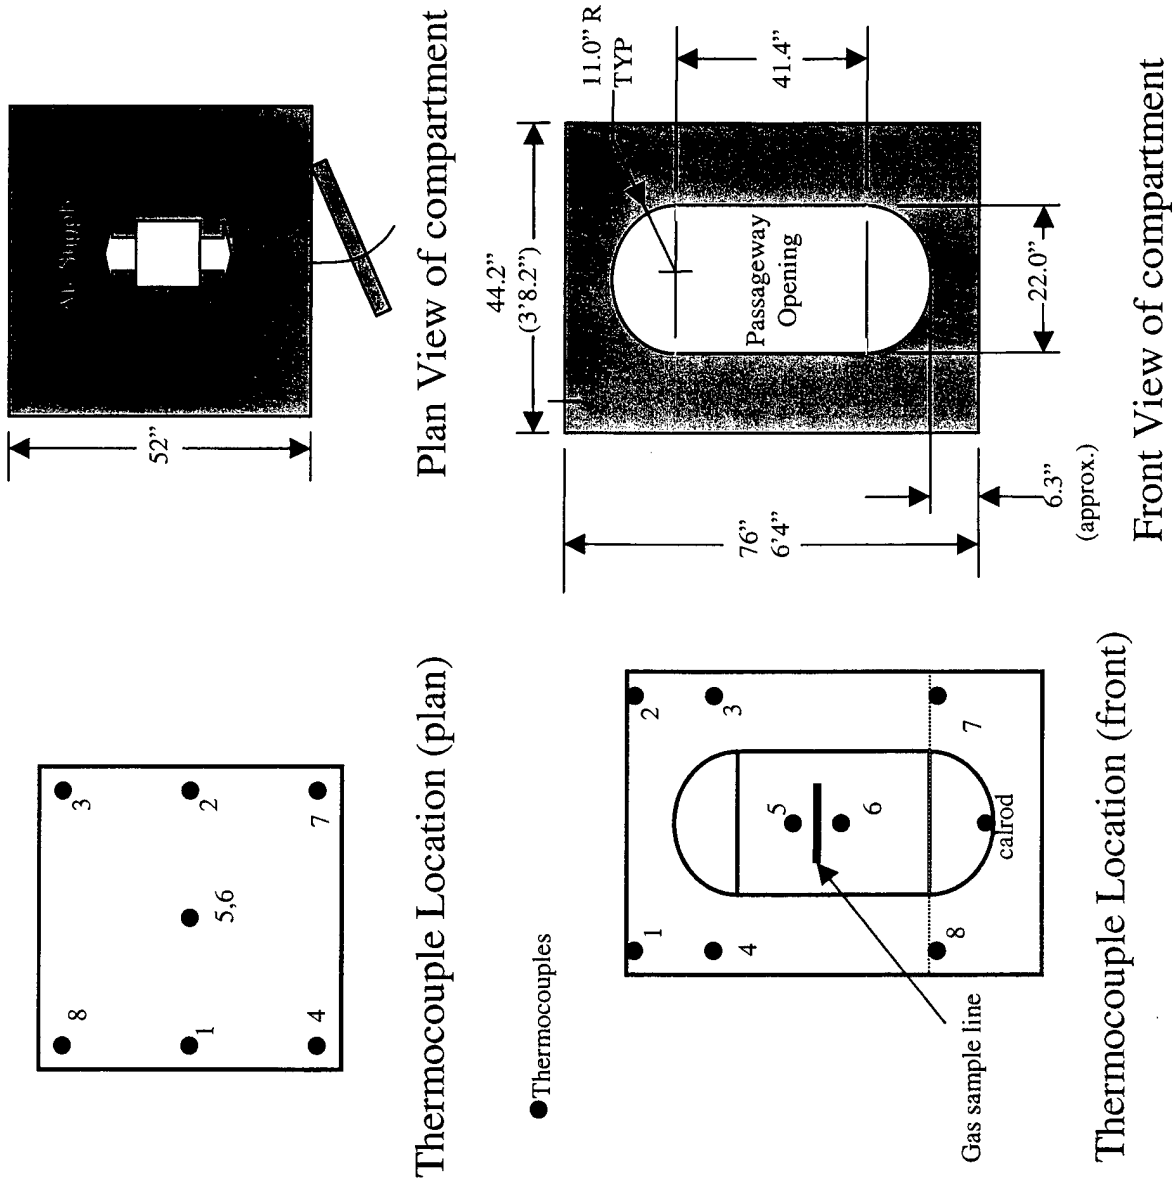 52”
Plan View of compartment
44.2”
(3’8.2”)
11.0” R
TYP
41.4”
Passageway
Opening
22.0”
76”
6’4”
6.3”
(approx.)
Front View of compartment
8
3
1
5,6
2
4
7
Thermocouple Location (plan)
Thermocouples
1
2
4
3
5
6
8
7
calrod
Gas sample line
Thermocouple Location (front)